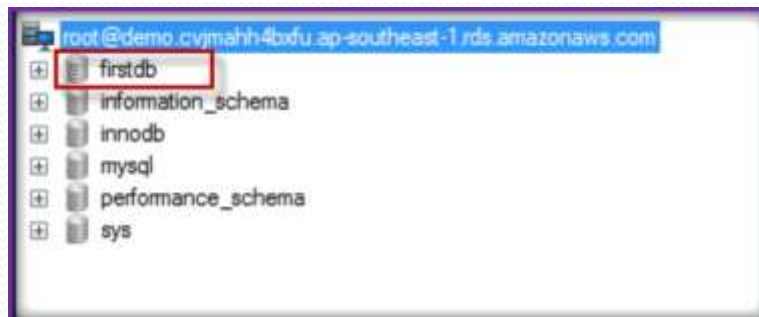 root@demo.cvjmahh4bxfu.ap-southeast-1.rds.amazonaws.com
firstdb
information_schema
innodb
mysql
performance_schema
sys